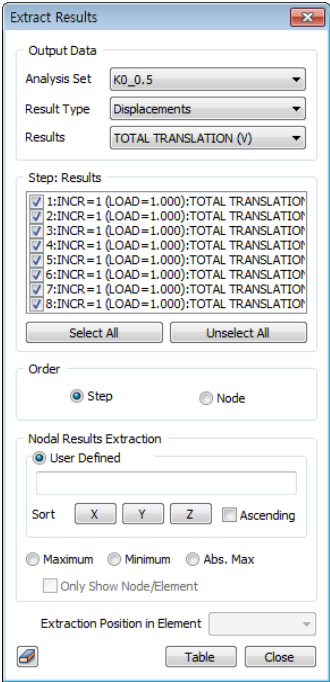 Extract Results
Output Data
Analysis Set K0_0.5
Result Type Displacements
Results TOTAL TRANSLATION (V)
Step: Results
1:INCR=1 (LOAD=1.000):TOTAL TRANSLATION
2:INCR=1 (LOAD=1.000):TOTAL TRANSLATION
3:INCR=1 (LOAD=1.000):TOTAL TRANSLATION
4:INCR=1 (LOAD=1.000):TOTAL TRANSLATION
5:INCR=1 (LOAD=1.000):TOTAL TRANSLATION
6:INCR=1 (LOAD=1.000):TOTAL TRANSLATION
7:INCR=1 (LOAD=1.000):TOTAL TRANSLATION
8:INCR=1 (LOAD=1.000):TOTAL TRANSLATION
Select All Unselect All
Order
Step Node
Nodal Results Extraction
User Defined
Sort X Y Z Ascending
Maximum Minimum Abs. Max
Only Show Node/Element
Extraction Position in Element
Table Close